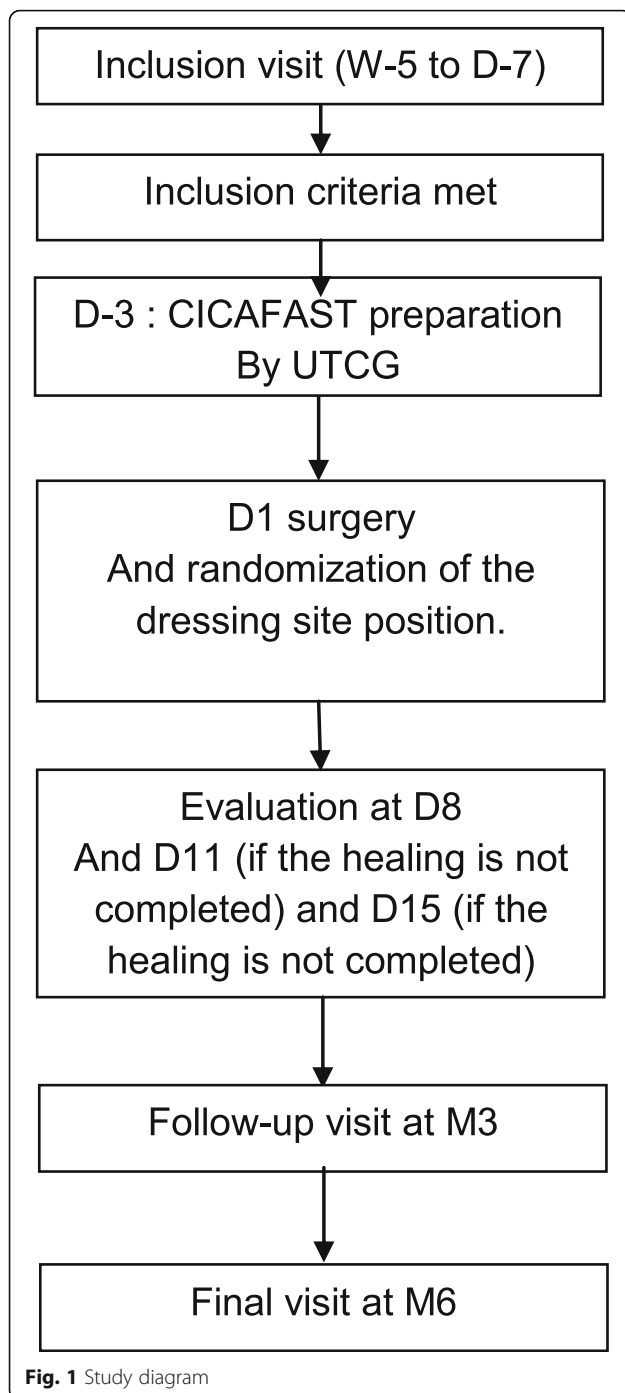 Inclusion visit (W-5 to D-7)
Inclusion criteria met
D-3 : CICAFAST preparation
By UTCG
D1 surgery
And randomization of the
dressing site position.
Evaluation at D8
And D11 (if the healing is not
completed) and D15 (if the
healing is not completed)
Follow-up visit at M3
Final visit at M6
Fig. 1 Study diagram